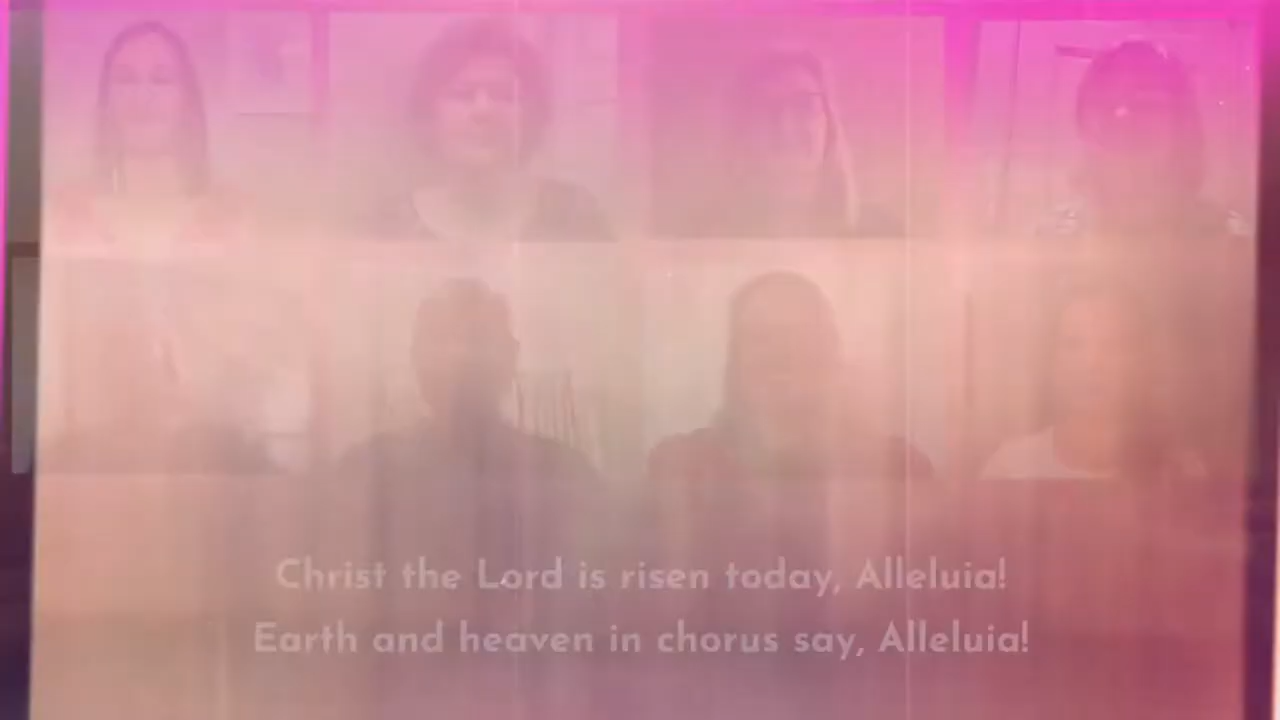 Christ the Lord is risen today, Alleluia!
Earth and heaven in chorus say, Alleluia!